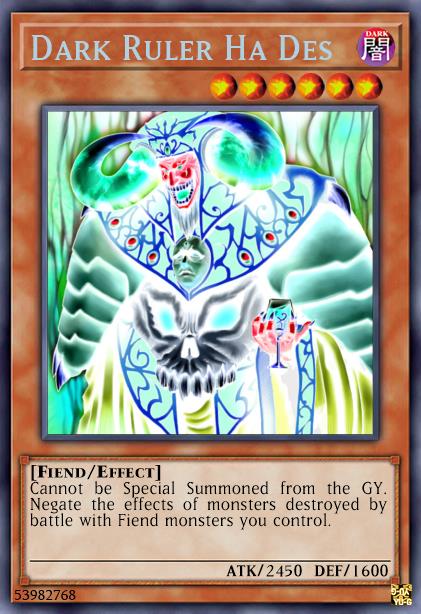 Dark Ruler Ha Des
DARK
闇
[Fiend/Effect]
Cannot be Special Summoned from the GY.
Negate the effects of monsters destroyed by
battle with Fiend monsters you control.
ATK/2450 DEF/1600
53982768